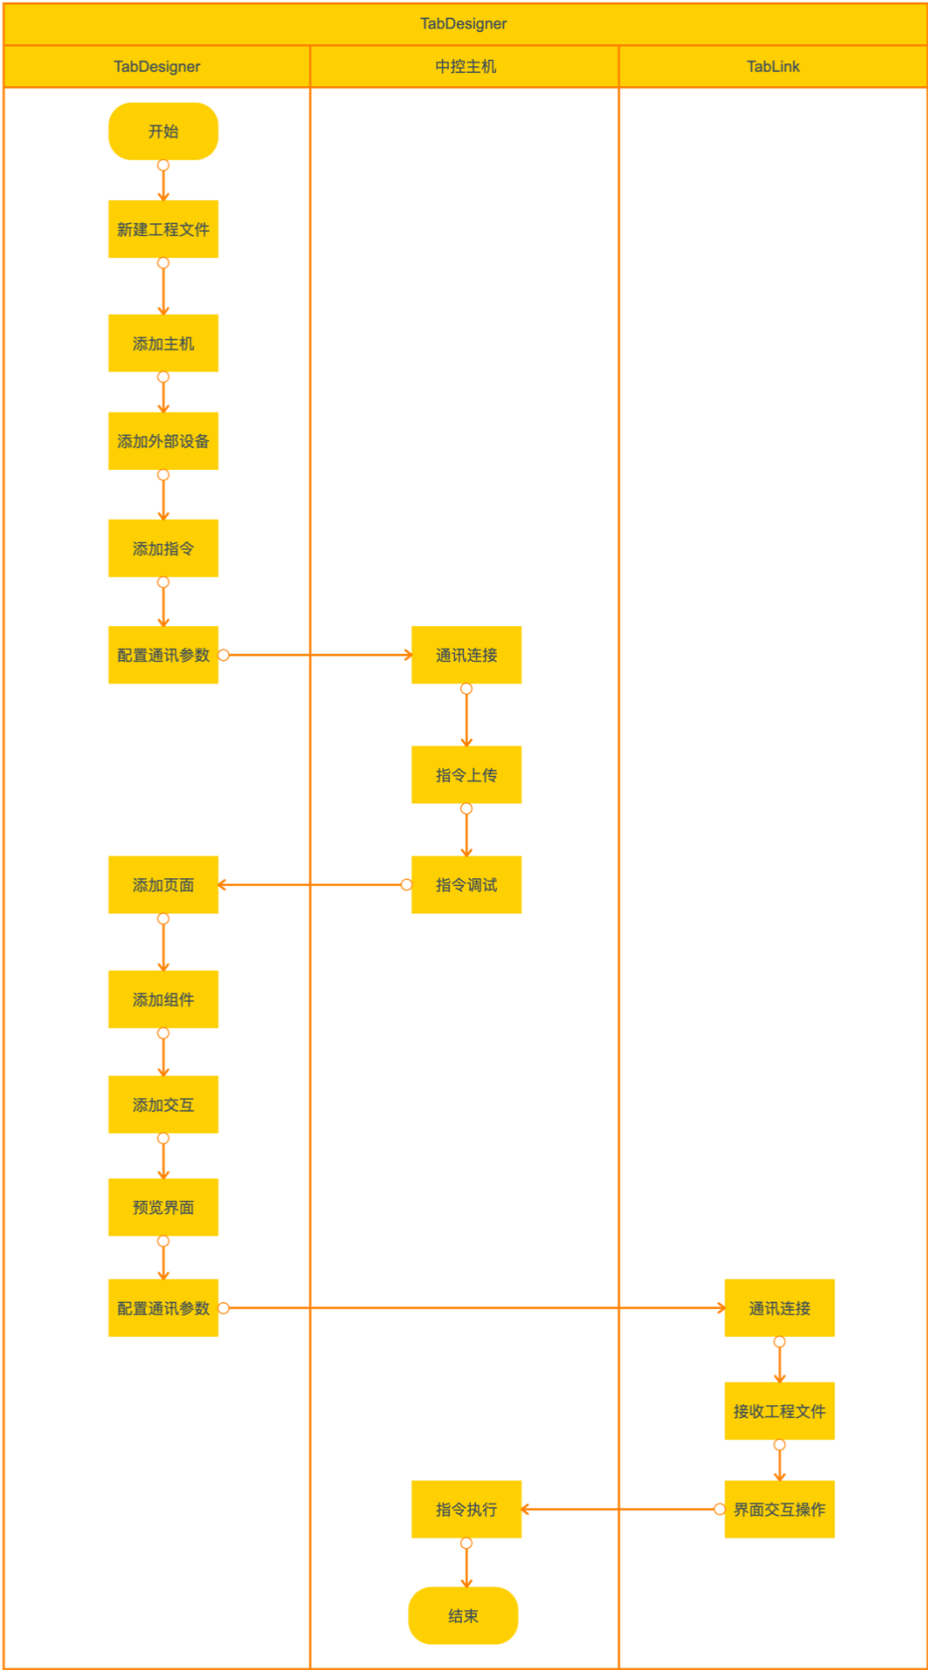 TabDesigner
TabDesigner
中控主机
TabLink
开始
新建工程文件
添加主机
添加外部设备
添加指令
配置通讯参数
通讯连接
指令上传
添加页面
指令调试
添加组件
添加交互
预览界面
配置通讯参数
通讯连接
接收工程文件
指令执行
界面交互操作
结束